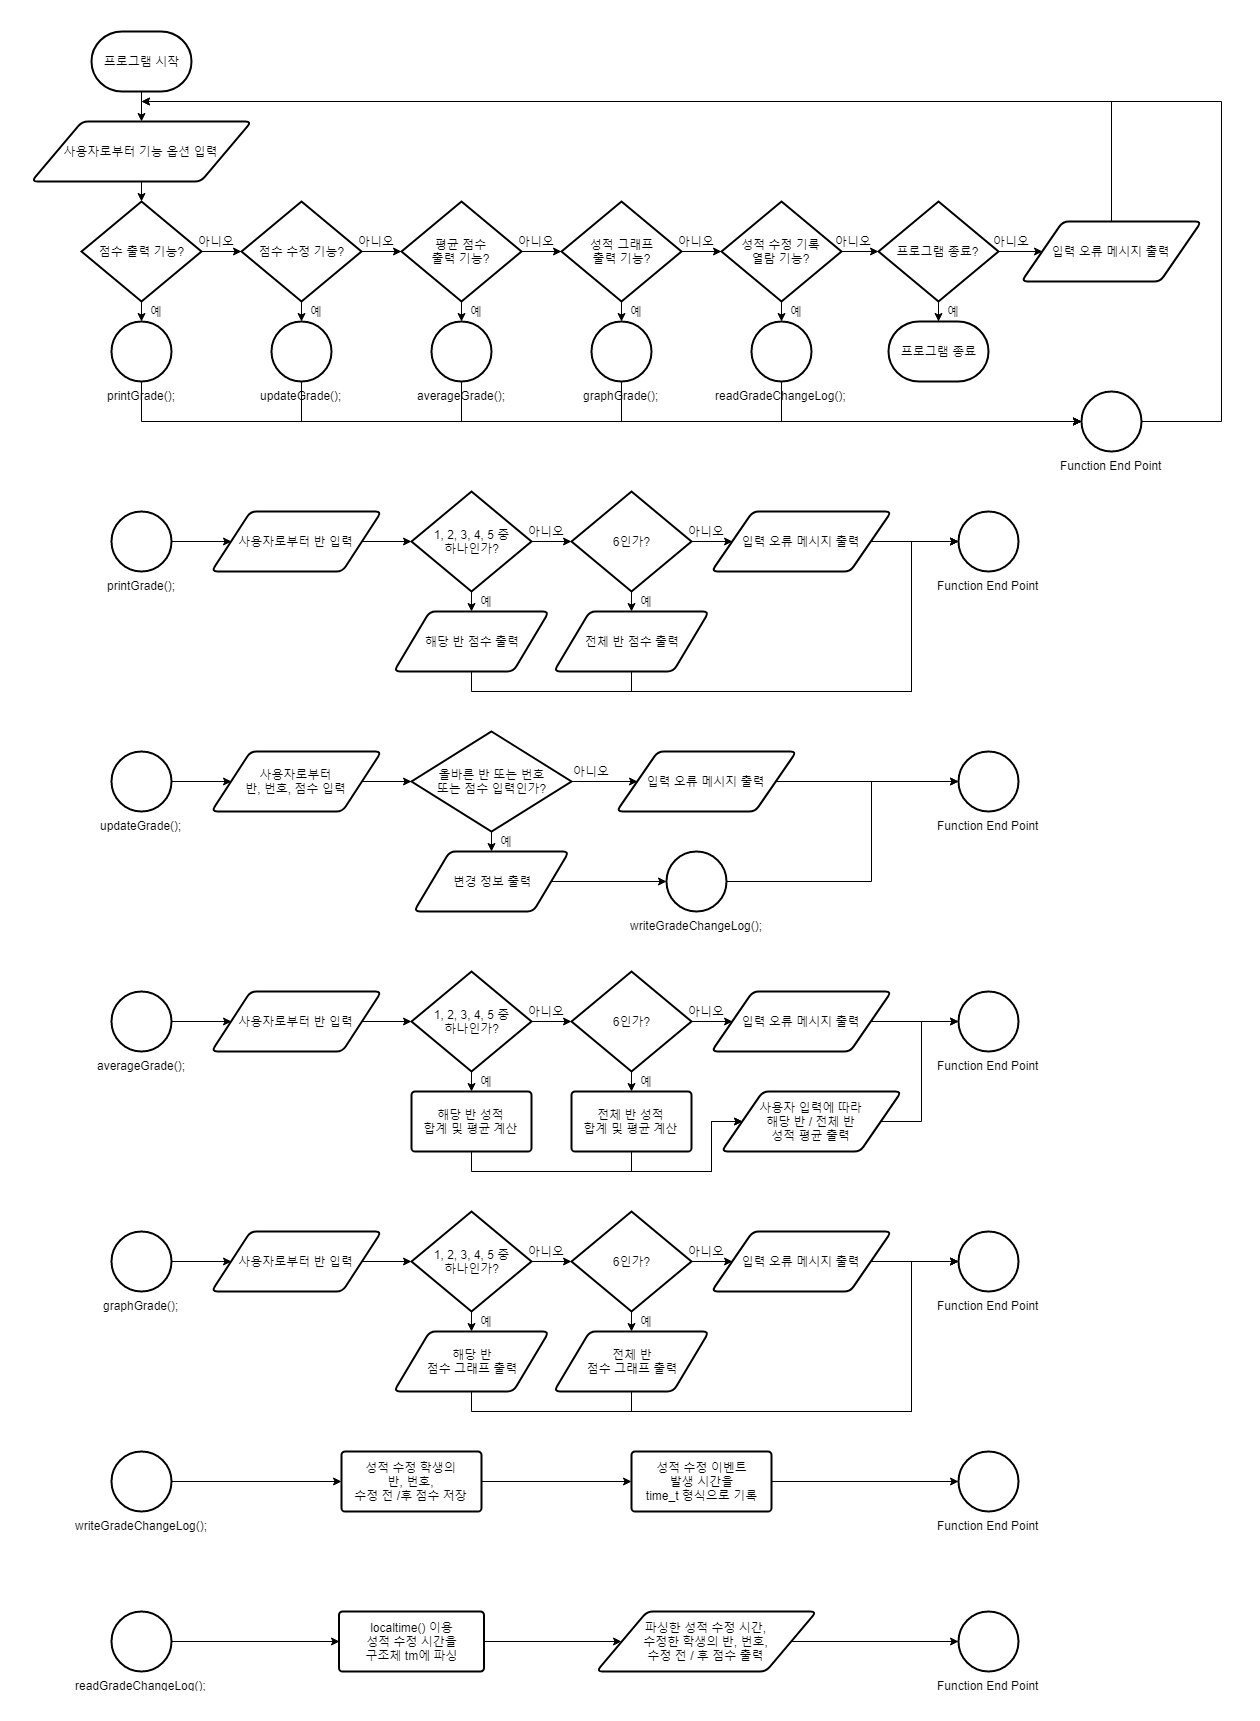 프로그램 시작
사용자로부터 기능 옵션 입력
점수 출력 기능?
아니오
점수 수정 기능?
아니오
평균 점수
출력 기능?
아니오
성적 그래프
출력 기능?
아니오
성적 수정 기록
열람 기능?
아니오
프로그램 종료?
아니오
입력 오류 메시지 출력
예
예
예
예
예
예
프로그램 종료
printGrade();
updateGrade();
averageGrade();
graphGrade();
readGradeChangeLog();
Function End Point
printGrade();
사용자로부터 반 입력
1, 2, 3, 4, 5 중
하나인가?
아니오
6인가?
아니오
입력 오류 메시지 출력
Function End Point
예
예
해당 반 점수 출력
전체 반 점수 출력
updateGrade();
사용자로부터
반, 번호, 점수 입력
올바른 반 또는 번호
또는 점수 입력인가?
아니오
입력 오류 메시지 출력
Function End Point
예
변경 정보 출력
writeGradeChangeLog();
averageGrade();
사용자로부터 반 입력
1, 2, 3, 4, 5 중
하나인가?
아니오
6인가?
아니오
입력 오류 메시지 출력
Function End Point
예
예
해당 반 성적
합계 및 평균 계산
전체 반 성적
합계 및 평균 계산
사용자 입력에 따라
해당 반 / 전체 반
성적 평균 출력
graphGrade();
사용자로부터 반 입력
1, 2, 3, 4, 5 중
하나인가?
아니오
6인가?
아니오
입력 오류 메시지 출력
Function End Point
예
예
해당 반
점수 그래프 출력
전체 반
점수 그래프 출력
writeGradeChangeLog();
성적 수정 학생의
반, 번호,
수정 전 /후 점수 저장
성적 수정 이벤트
발생 시간을
time_t 형식으로 기록
Function End Point
readGradeChangeLog();
localtime() 이용
성적 수정 시간을
구조체 tm에 파싱
파싱한 성적 수정 시간,
수정한 학생의 반, 번호,
수정 전 / 후 점수 출력
Function End Point